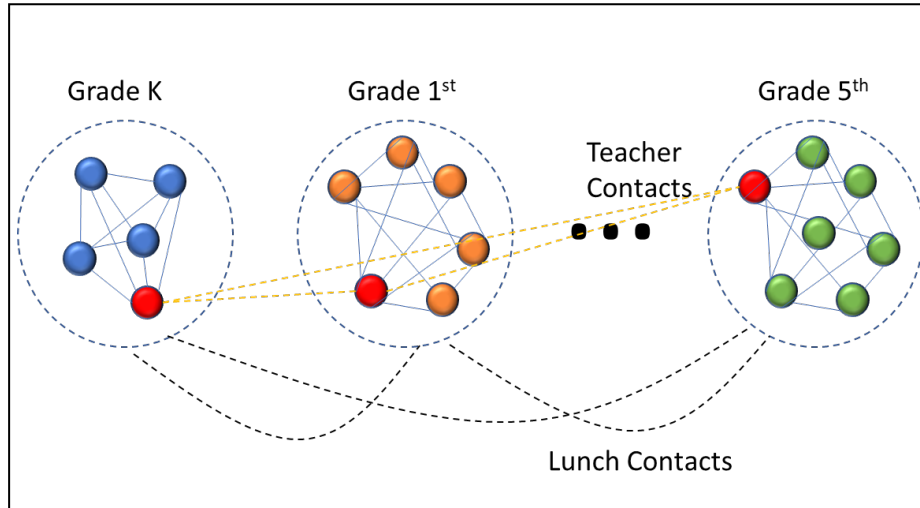 Grade K
Grade 1st
Grade 5th
Teacher
Contacts
Lunch Contacts